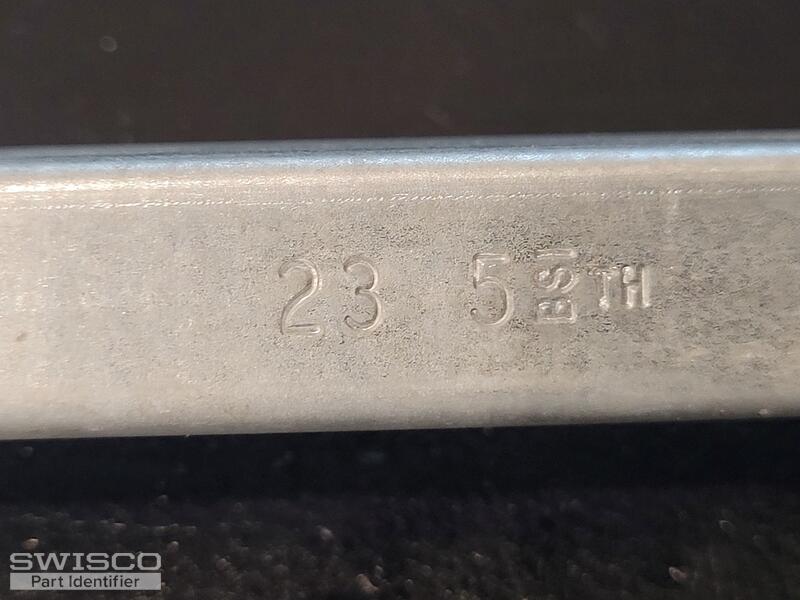 23 5 BSI TH
SWISCO
Part Identifier